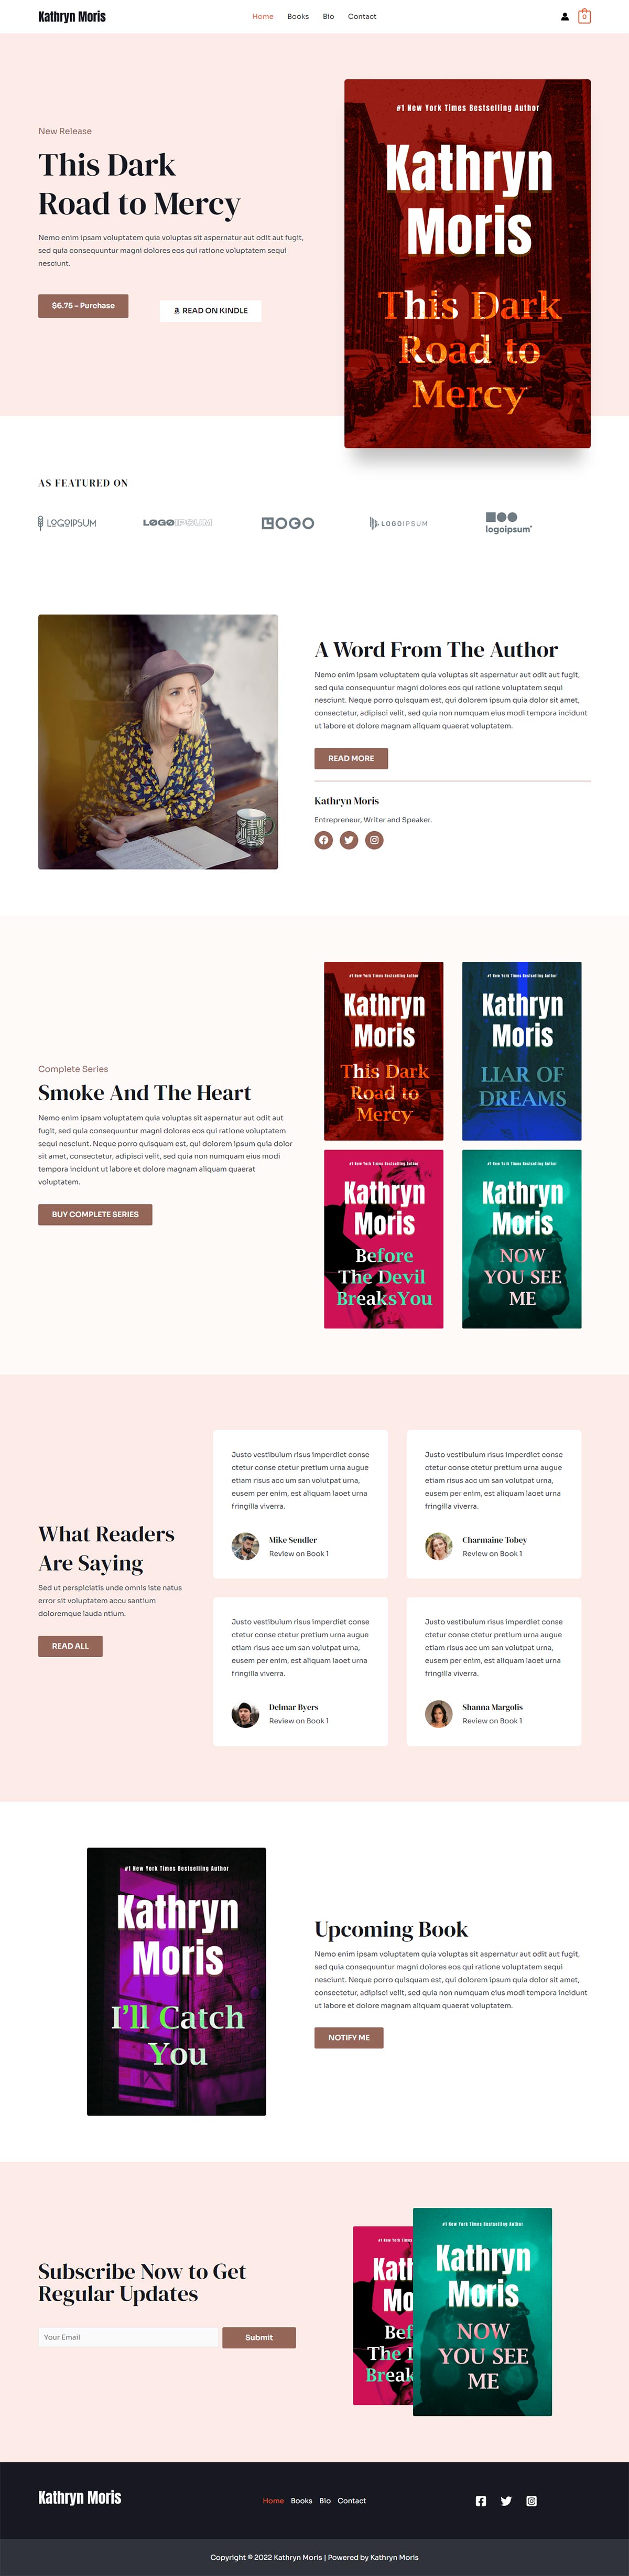 Kathryn Moris
Home Books Bio Contact
0
New Release
This Dark
Road to Mercy
Nemo enim ipsam voluptatem quia voluptas sit aspernatur aut odit aut fugit,
sed quia consequuntur magni dolores eos qui ratione voluptatem sequi
nesciunt.
$6.75 – Purchase
READ ON KINDLE
#1 New York Times Bestselling Author
Kathryn
Moris
This Dark
Road to
Mercy
AS FEATURED ON
LOGOIPSUM
LOGOIPSUM
LOGO
LOGOIPSUM
logoipsum
A Word From The Author
Nemo enim ipsam voluptatem quia voluptas sit aspernatur aut odit aut fugit,
sed quia consequuntur magni dolores eos qui ratione voluptatem sequi
nesciunt. Neque porro quisquam est, qui dolorem ipsum quia dolor sit amet,
consectetur, adipisci velit, sed quia non numquam eius modi tempora incidunt
ut labore et dolore magnam aliquam quaerat voluptatem.
READ MORE
Kathryn Moris
Entrepreneur, Writer and Speaker.
Complete Series
Smoke And The Heart
Nemo enim ipsam voluptatem quia voluptas sit aspernatur aut odit aut
fugit, sed quia consequuntur magni dolores eos qui ratione voluptatem
sequi nesciunt. Neque porro quisquam est, qui dolorem ipsum quia dolor
sit amet, consectetur, adipisci velit, sed quia non numquam eius modi
tempora incidunt ut labore et dolore magnam aliquam quaerat
voluptatem.
BUY COMPLETE SERIES
#1 New York Times Bestselling Author
Kathryn
Moris
This Dark
Road to
Mercy
#1 New York Times Bestselling Author
Kathryn
Moris
LIAR OF
DREAMS
#1 New York Times Bestselling Author
Kathryn
Moris
Before
The Devil
BreaksYou
#1 New York Times Bestselling Author
Kathryn
Moris
NOW
YOU SEE
ME
What Readers
Are Saying
Sed ut perspiciatis unde omnis iste natus
error sit voluptatem accu santium
doloremque lauda ntium.
READ ALL
Justo vestibulum risus imperdiet conse
ctetur conse ctetur pretium urna augue
etiam risus acc um san volutpat urna,
eusem per enim, est aliquam laoet urna
fringilla viverra.
Mike Sendler
Review on Book 1
Justo vestibulum risus imperdiet conse
ctetur conse ctetur pretium urna augue
etiam risus acc um san volutpat urna,
eusem per enim, est aliquam laoet urna
fringilla viverra.
Charmaine Tobey
Review on Book 1
Justo vestibulum risus imperdiet conse
ctetur conse ctetur pretium urna augue
etiam risus acc um san volutpat urna,
eusem per enim, est aliquam laoet urna
fringilla viverra.
Delmar Byers
Review on Book 1
Justo vestibulum risus imperdiet conse
ctetur conse ctetur pretium urna augue
etiam risus acc um san volutpat urna,
eusem per enim, est aliquam laoet urna
fringilla viverra.
Shanna Margolis
Review on Book 1
#1 New York Times Bestselling Author
Kathryn
Moris
I'll Catch
You
Upcoming Book
Nemo enim ipsam voluptatem quia voluptas sit aspernatur aut odit aut fugit,
sed quia consequuntur magni dolores eos qui ratione voluptatem sequi
nesciunt. Neque porro quisquam est, qui dolorem ipsum quia dolor sit amet,
consectetur, adipisci velit, sed quia non numquam eius modi tempora incidunt
ut labore et dolore magnam aliquam quaerat voluptatem.
NOTIFY ME
Subscribe Now to Get
Regular Updates
Your Email
Submit
#1 New York
Kat
Mo
Bef
The D
Break
#1 New York Times Bestselling Author
Kathryn
Moris
NOW
YOU SEE
ME
Kathryn Moris
Home Books Bio Contact
Copyright © 2022 Kathryn Moris | Powered by Kathryn Moris